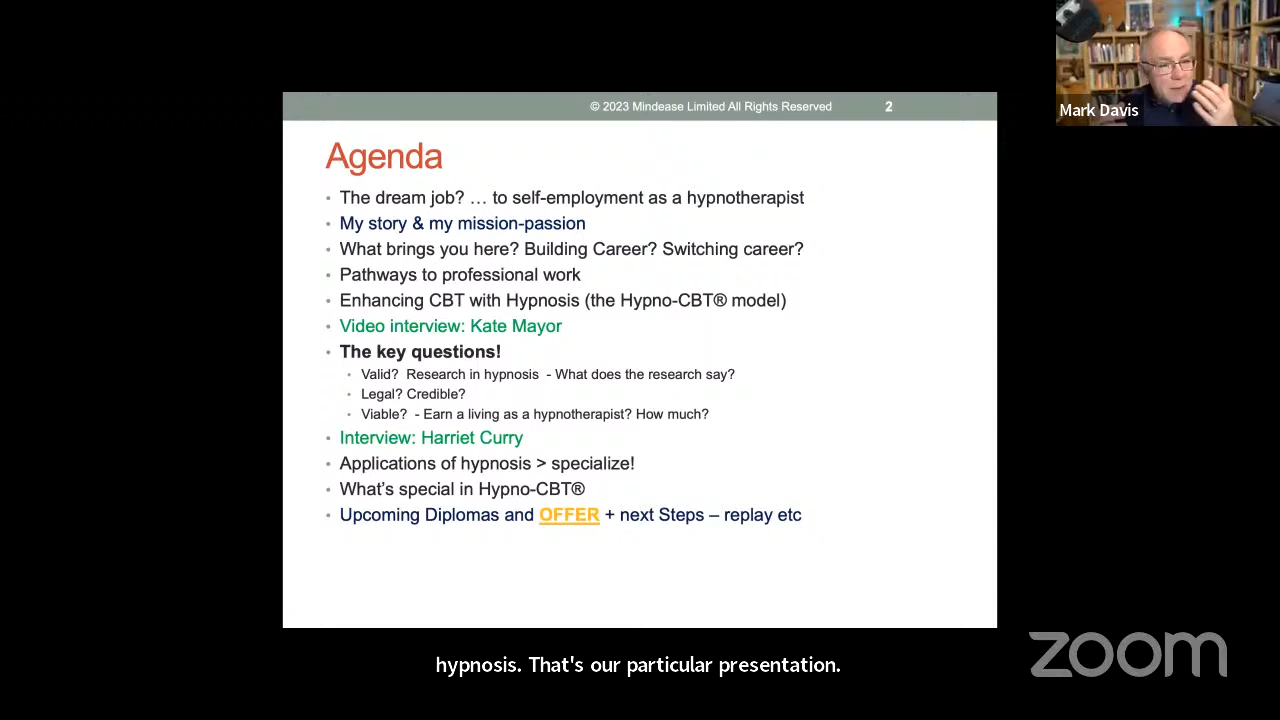 © 2023 Mindease Limited All Rights Reserved 2
Mark Davis
Agenda
• The dream job? … to self-employment as a hypnotherapist
• My story & my mission-passion
• What brings you here? Building Career? Switching career?
• Pathways to professional work
• Enhancing CBT with Hypnosis (the Hypno-CBT® model)
• Video interview: Kate Mayor
• The key questions!
• Valid? Research in hypnosis - What does the research say?
• Legal? Credible?
• Viable? - Earn a living as a hypnotherapist? How much?
• Interview: Harriet Curry
• Applications of hypnosis > specialize!
• What's special in Hypno-CBT®
• Upcoming Diplomas and OFFER + next Steps – replay etc
hypnosis. That's our particular presentation.
zoom